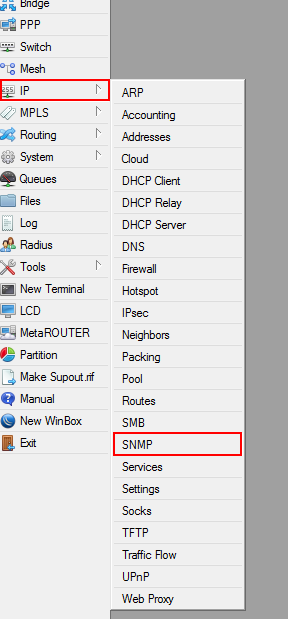 Bridge
PPP
Switch
Mesh
IP
MPLS
Routing
System
Queues
Files
Log
Radius
Tools
New Terminal
LCD
MetaROUTER
Partition
Make Supout.rif
Manual
New WinBox
Exit
ARP
Accounting
Addresses
Cloud
DHCP Client
DHCP Relay
DHCP Server
DNS
Firewall
Hotspot
IPsec
Neighbors
Packing
Pool
Routes
SMB
SNMP
Services
Settings
Socks
TFTP
Traffic Flow
UPnP
Web Proxy